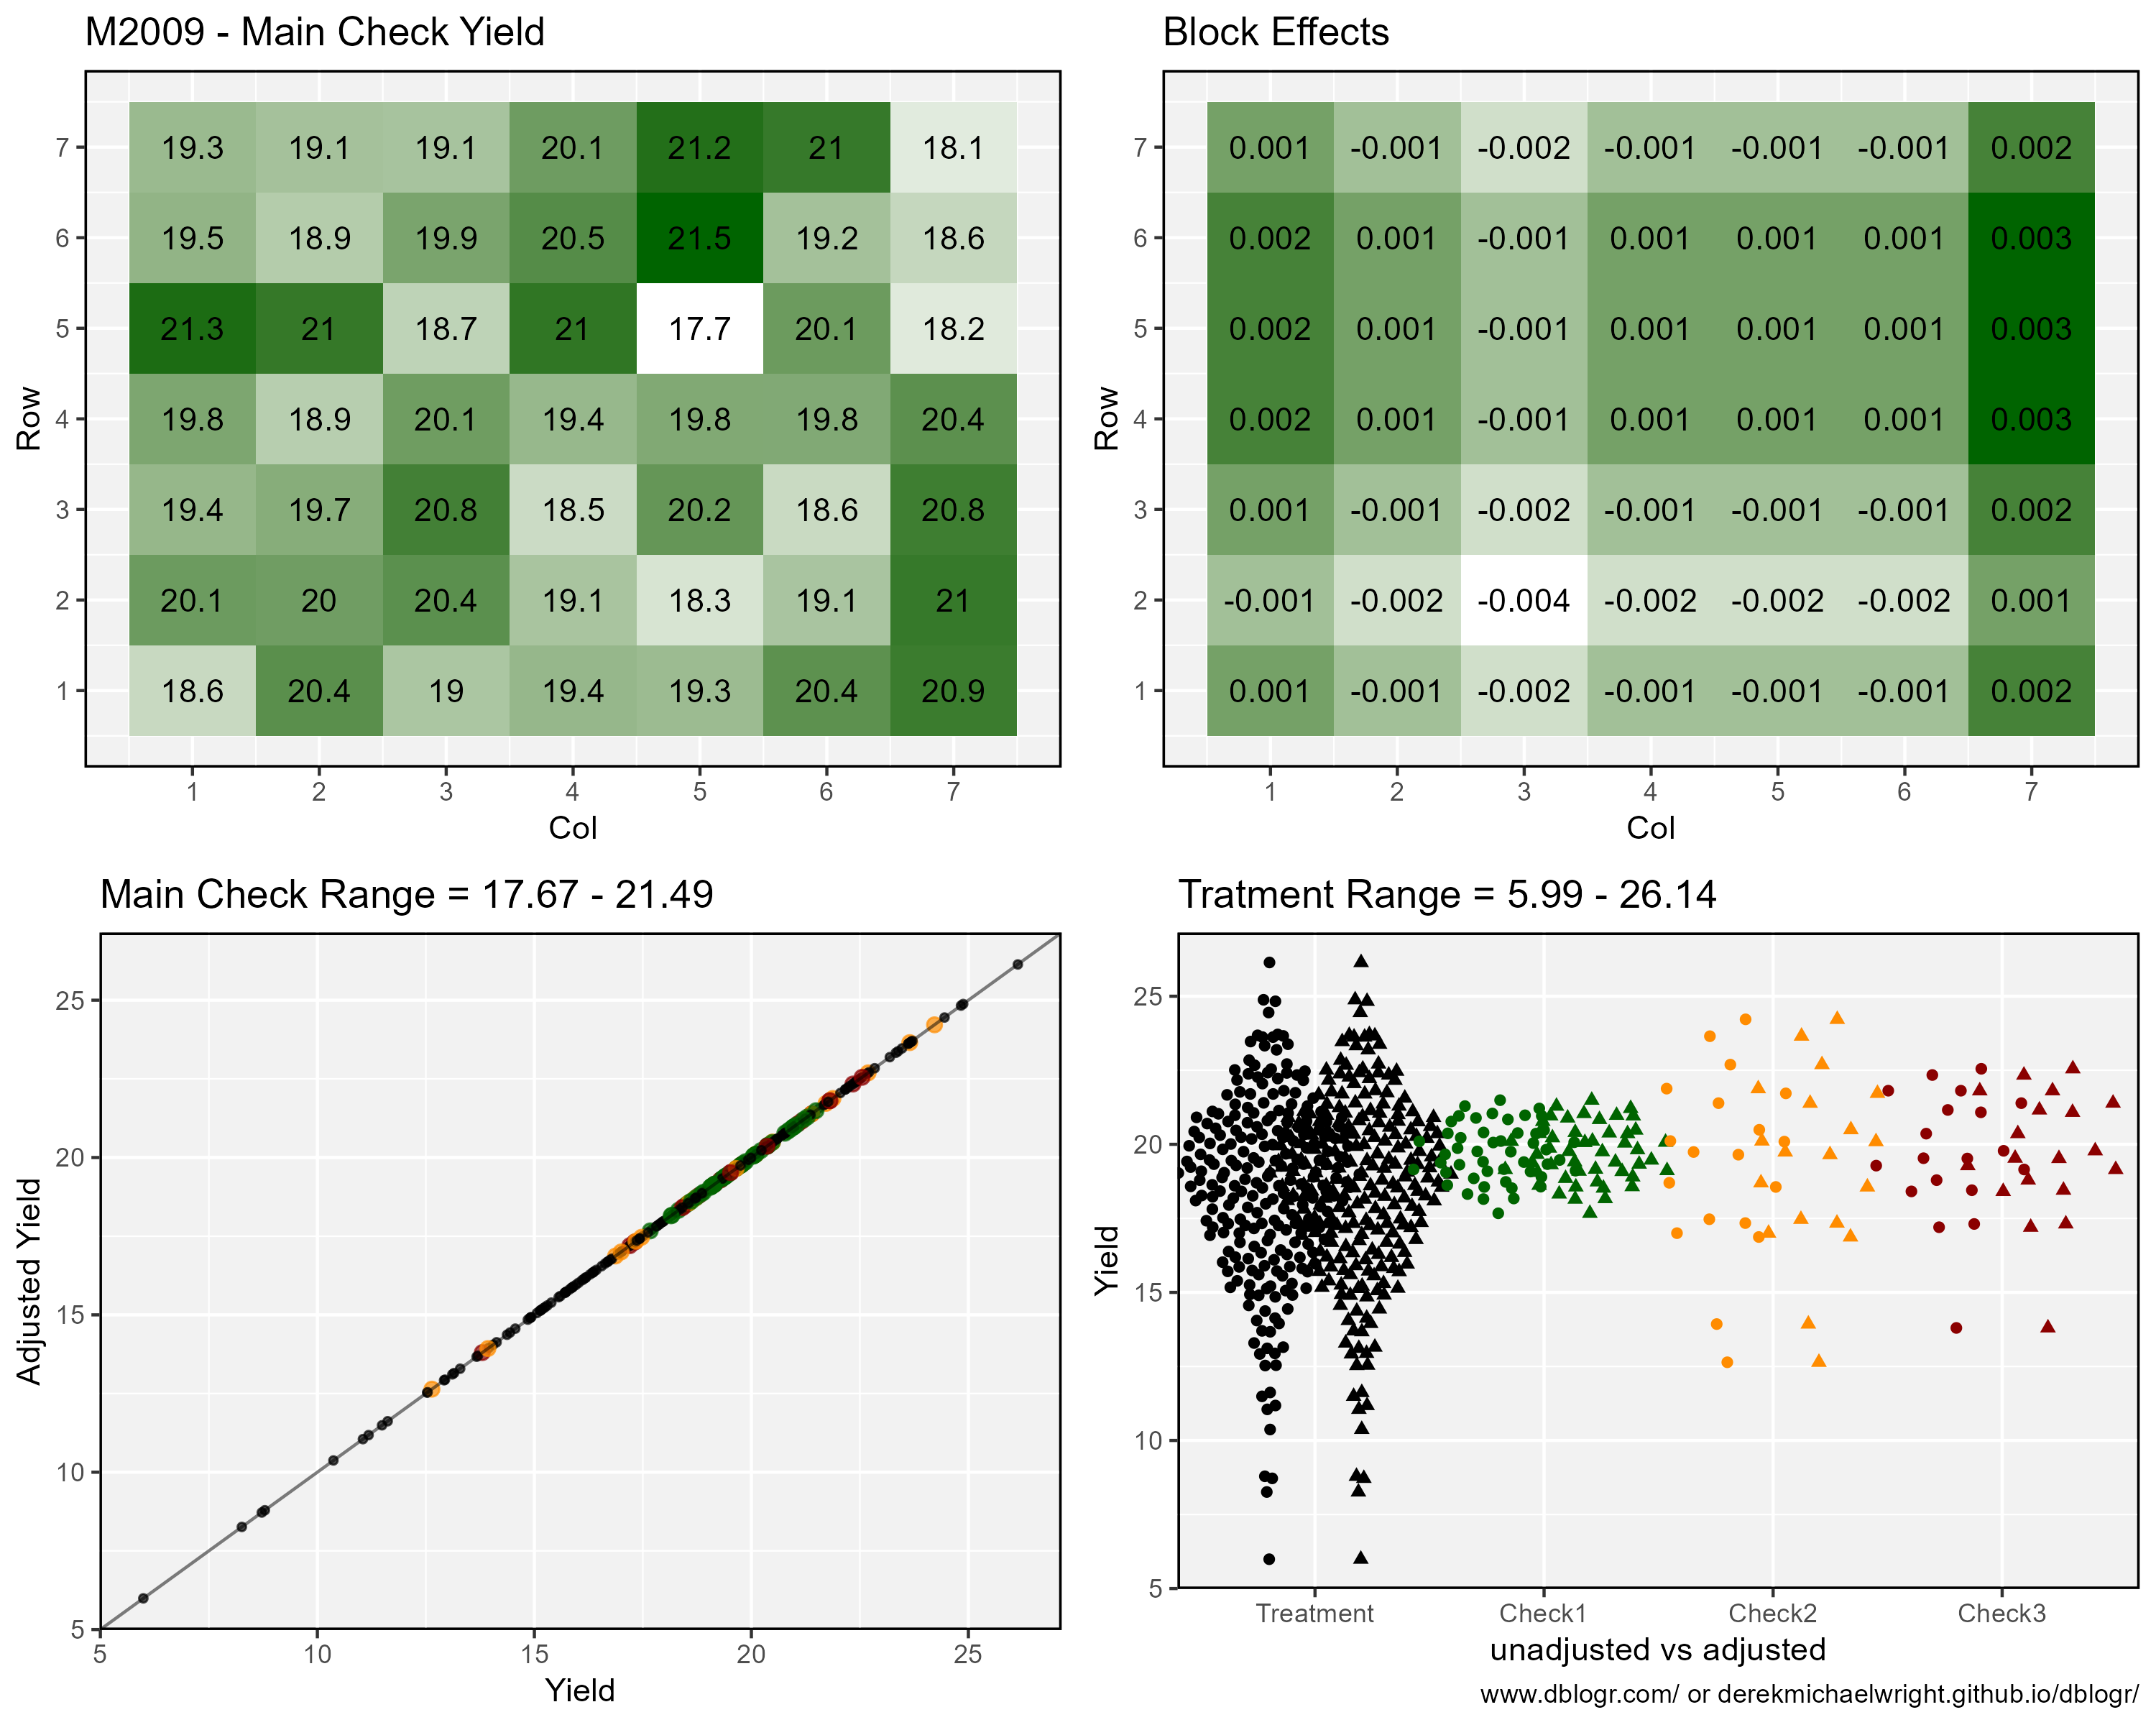 M2009 - Main Check Yield
7 19.3 19.1 19.1 20.1 21.2 21 18.1
6 19.5 18.9 19.9 20.5 21.5 19.2 18.6
5 21.3 21 18.7 21 17.7 20.1 18.2
4 19.8 18.9 20.1 19.4 19.8 19.8 20.4
3 19.4 19.7 20.8 18.5 20.2 18.6 20.8
2 20.1 20 20.4 19.1 18.3 19.1 21
1 18.6 20.4 19 19.4 19.3 20.4 20.9
1 2 3 4 5 6 7
Row
Col
Block Effects
7 0.001 -0.001 -0.002 -0.001 -0.001 -0.001 0.002
6 0.002 0.001 -0.001 0.001 0.001 0.001 0.003
5 0.002 0.001 -0.001 0.001 0.001 0.001 0.003
4 0.002 0.001 -0.001 0.001 0.001 0.001 0.003
3 0.001 -0.001 -0.002 -0.001 -0.001 -0.001 0.002
2 -0.001 -0.002 -0.004 -0.002 -0.002 -0.002 0.001
1 0.001 -0.001 -0.002 -0.001 -0.001 -0.001 0.002
1 2 3 4 5 6 7
Row
Col
Main Check Range = 17.67 - 21.49
25
20
15
10
5
5 10 15 20 25
Adjusted Yield
Yield
Tratment Range = 5.99 - 26.14
25
20
15
10
5
Treatment Check1 Check2 Check3
Yield
unadjusted vs adjusted
www.dblogr.com/ or derekmichaelwright.github.io/dblogr/